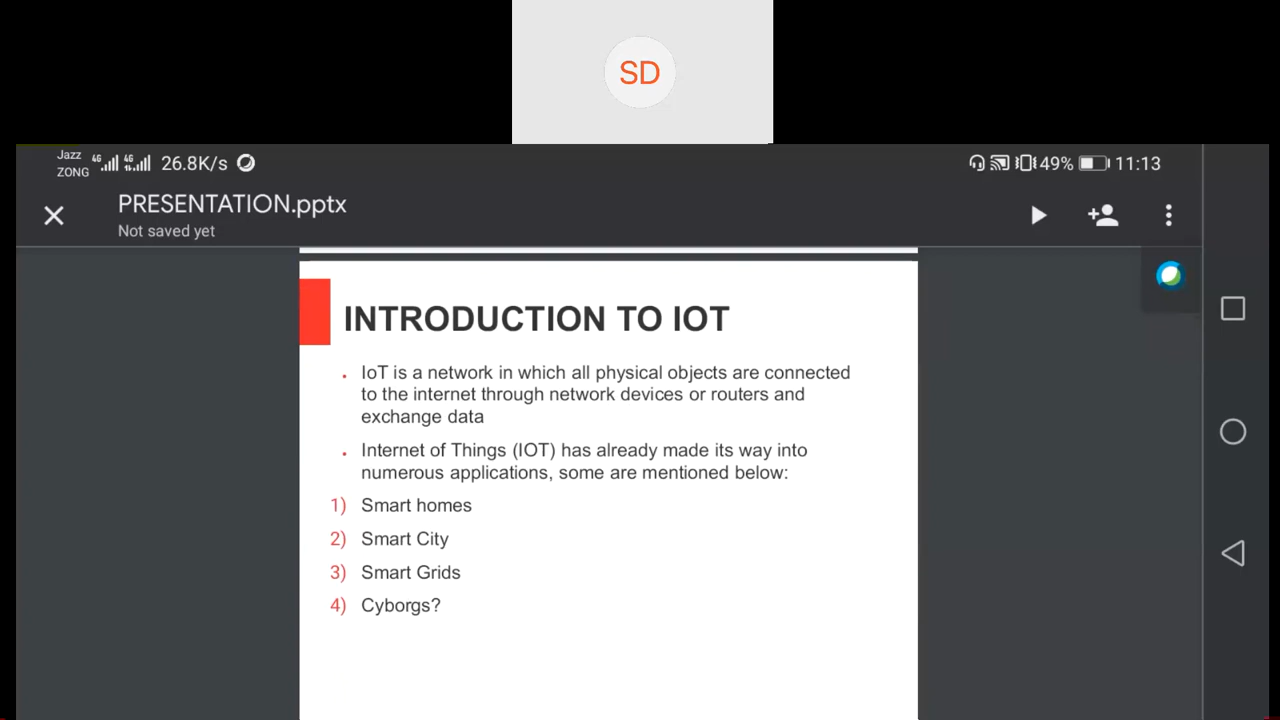 SD
Jazz
ZONG 4G 4G 26.8K/s 49% 11:13
PRESENTATION.pptx
Not saved yet
INTRODUCTION TO IOT
. IoT is a network in which all physical objects are connected
to the internet through network devices or routers and
exchange data
. Internet of Things (IOT) has already made its way into
numerous applications, some are mentioned below:
1) Smart homes
2) Smart City
3) Smart Grids
4) Cyborgs?